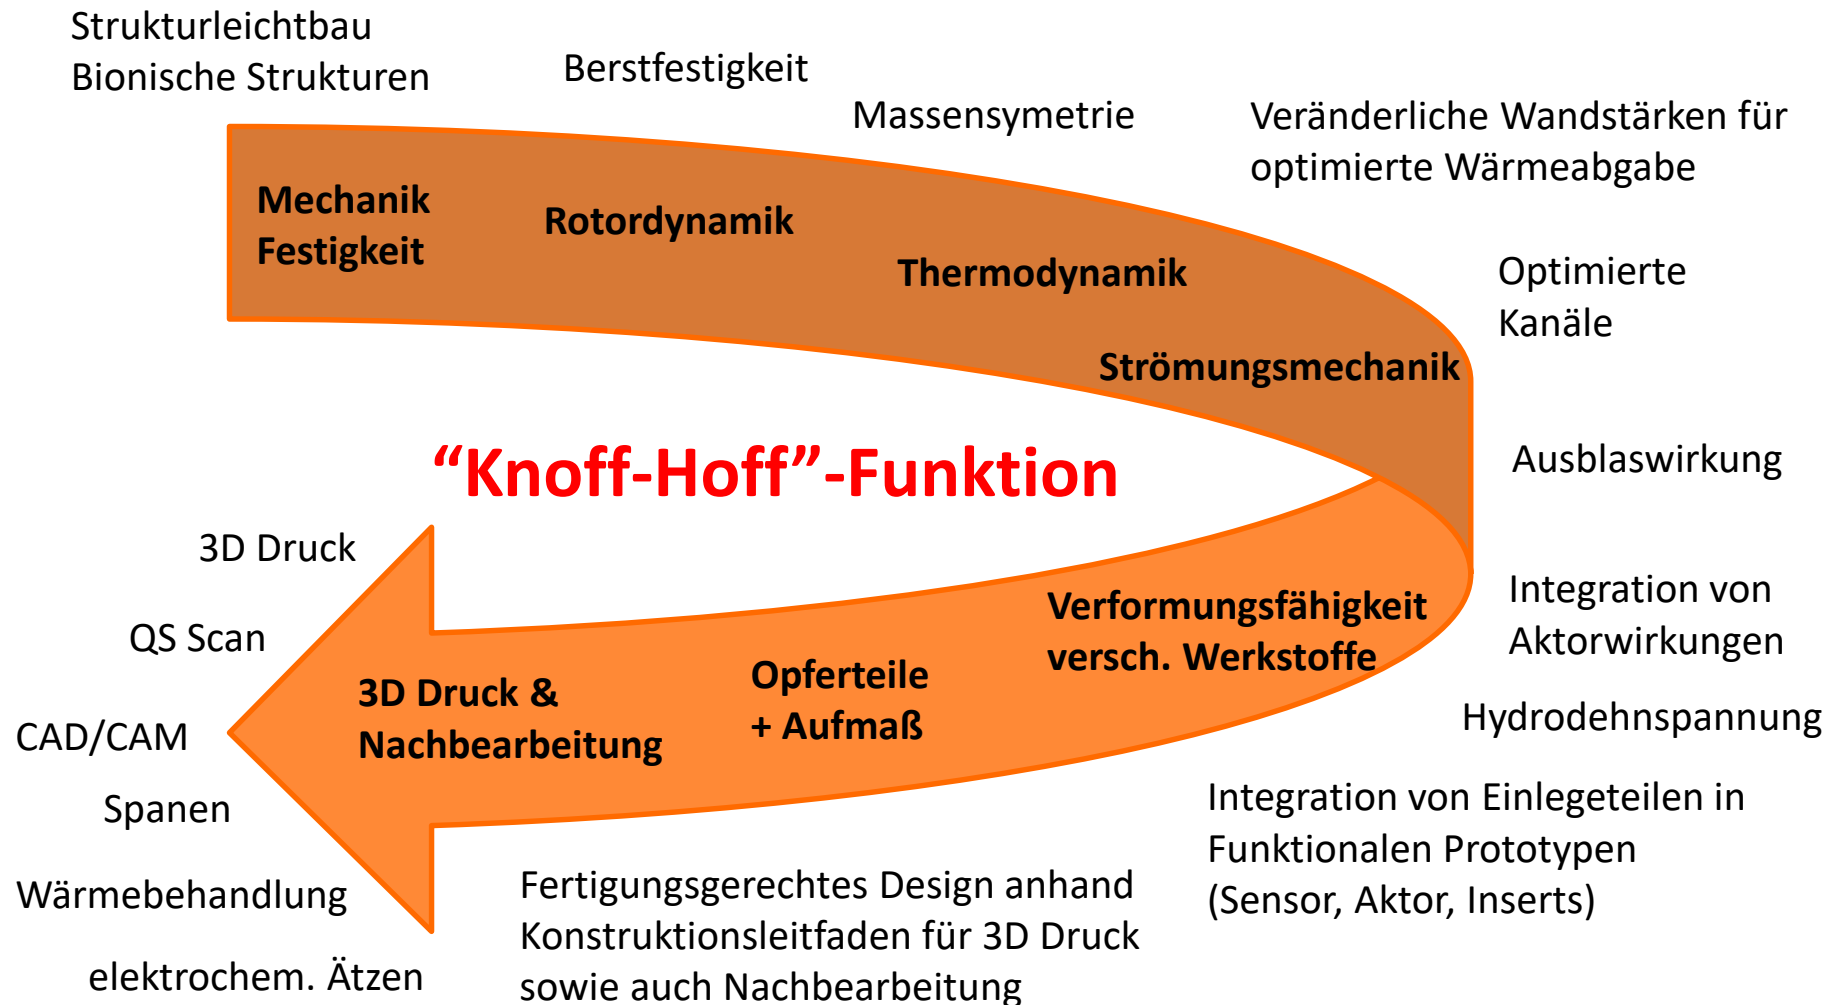 Strukturleichtbau
Bionische Strukturen
Berstfestigkeit
Massensymetrie
Veränderliche Wandstärken für
optimierte Wärmeabgabe
Mechanik
Festigkeit
Rotordynamik
Thermodynamik
Optimierte
Kanäle
Strömungsmechanik
“Knoff-Hoff”-Funktion
Ausblaswirkung
3D Druck
QS Scan
CAD/CAM
Spanen
Wärmebehandlung
elektrochem. Ätzen
3D Druck &
Nachbearbeitung
Opferteile
+ Aufmaß
Verformungsfähigkeit
versch. Werkstoffe
Integration von
Aktorwirkungen
Hydrodehnspannung
Integration von Einlegeteilen in
Funktionalen Prototypen
(Sensor, Aktor, Inserts)
Fertigungsgerechtes Design anhand
Konstruktionsleitfaden für 3D Druck
sowie auch Nachbearbeitung